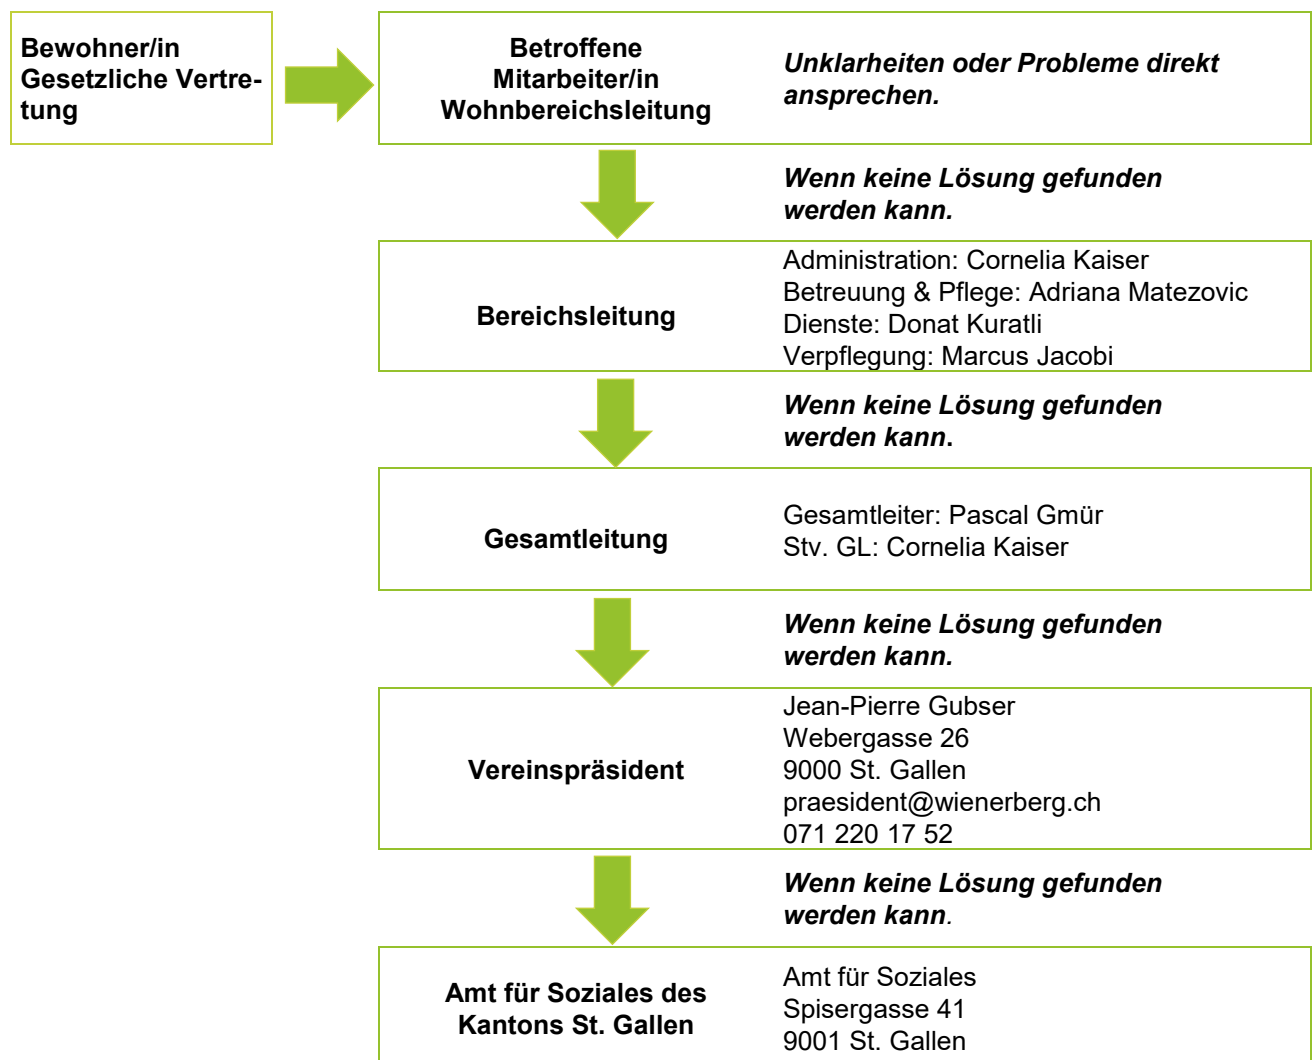 Bewohner/in
Gesetzliche Vertre-
tung
Betroffene
Mitarbeiter/in
Wohnbereichsleitung
Unklarheiten oder Probleme direkt
ansprechen.
Wenn keine Lösung gefunden
werden kann.
Bereichsleitung
Administration: Cornelia Kaiser
Betreuung & Pflege: Adriana Matezovic
Dienste: Donat Kuratli
Verpflegung: Marcus Jacobi
Wenn keine Lösung gefunden
werden kann.
Gesamtleitung
Gesamtleiter: Pascal Gmür
Stv. GL: Cornelia Kaiser
Wenn keine Lösung gefunden
werden kann.
Vereinspräsident
Jean-Pierre Gubser
Webergasse 26
9000 St. Gallen
praesident@wienerberg.ch
071 220 17 52
Wenn keine Lösung gefunden
werden kann.
Amt für Soziales des
Kantons St. Gallen
Amt für Soziales
Spisergasse 41
9001 St. Gallen